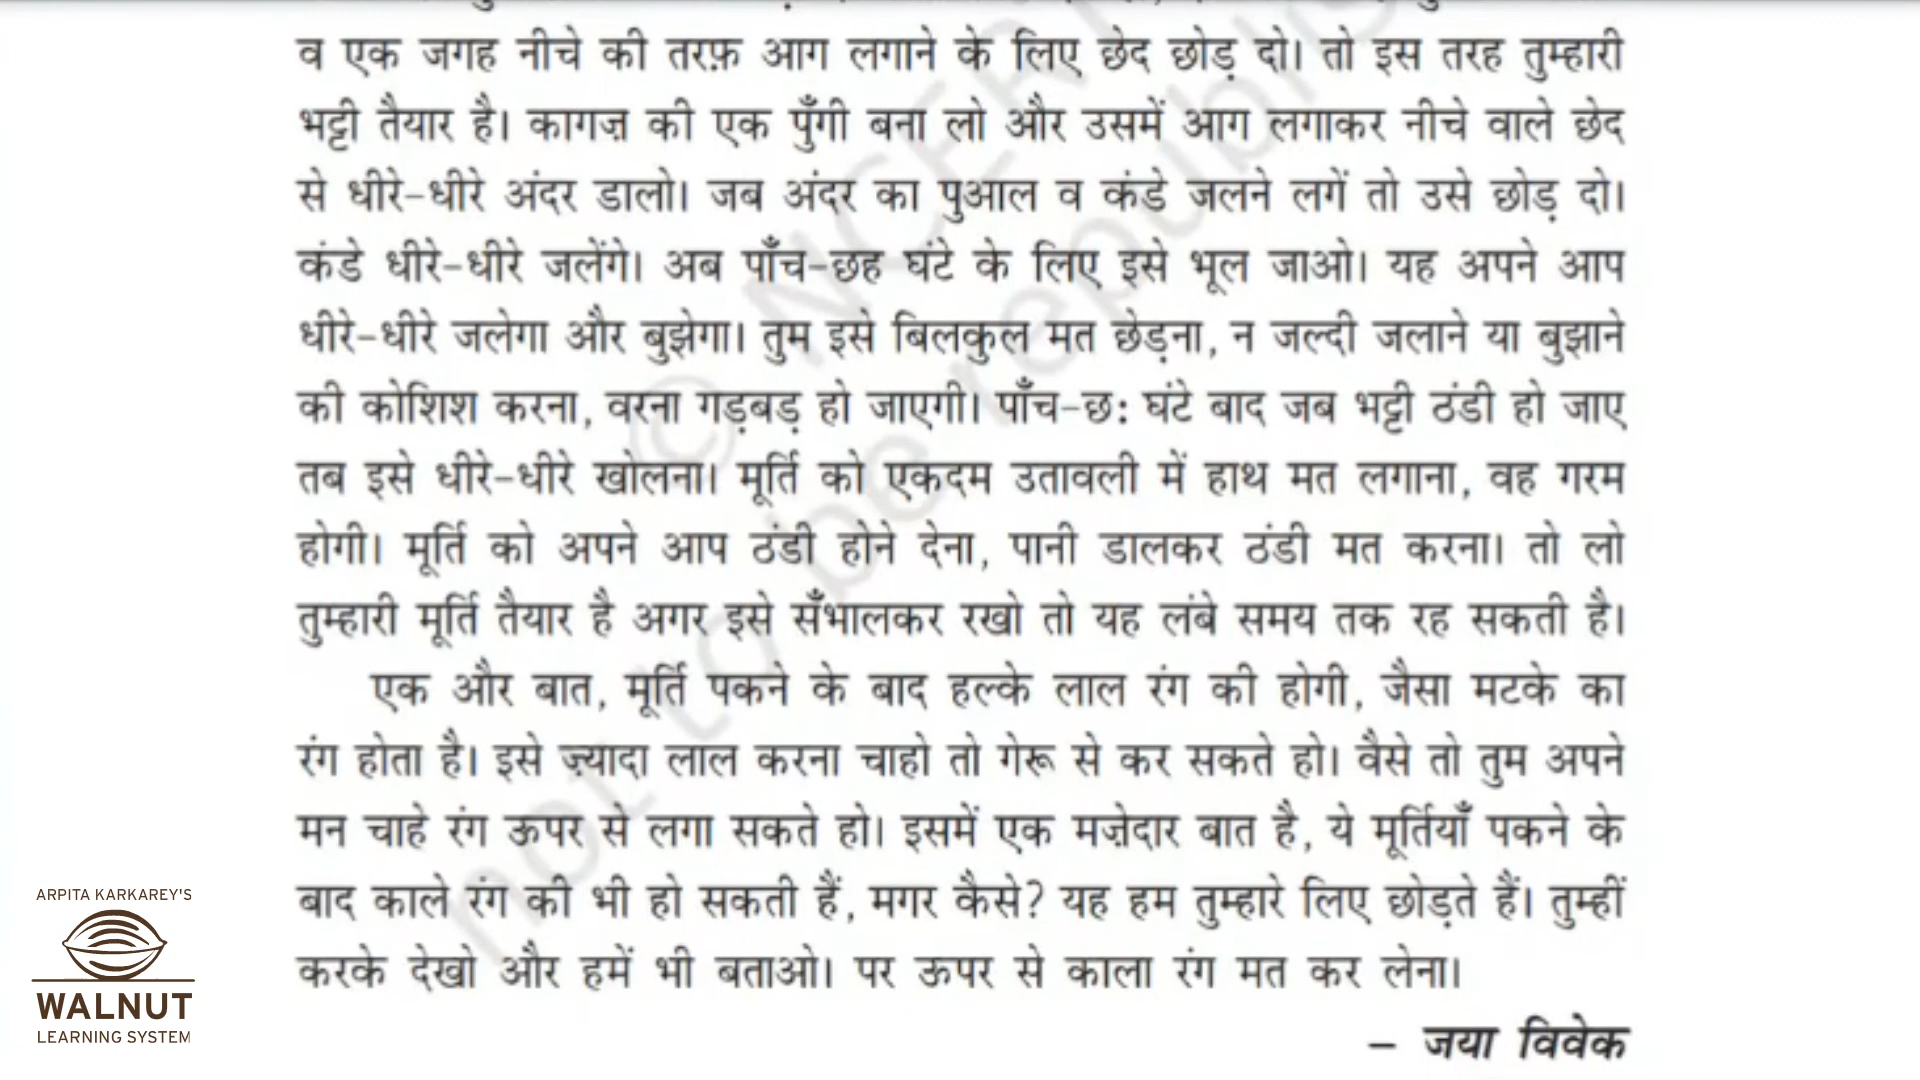 व एक जगह नीचे की तरफ़ आग लगाने के लिए छेद छोड़ दो। तो इस तरह तुम्हारी
भट्टी तैयार है। कागज़ की एक पुँगी बना लो और उसमें आग लगाकर नीचे वाले छेद
से धीरे-धीरे अंदर डालो। जब अंदर का पुआल व कंडे जलने लगें तो उसे छोड़ दो।
कंडे धीरे-धीरे जलेंगे। अब पाँच-छह घंटे के लिए इसे भूल जाओ। यह अपने आप
धीरे-धीरे जलेगा और बुझेगा। तुम इसे बिलकुल मत छेड़ना, न जल्दी जलाने या बुझाने
की कोशिश करना, वरना गड़बड़ हो जाएगी। पाँच-छः घंटे बाद जब भट्टी ठंडी हो जाए
तब इसे धीरे-धीरे खोलना। मूर्ति को एकदम उतावली में हाथ मत लगाना, वह गरम
होगी। मूर्ति को अपने आप ठंडी होने देना, पानी डालकर ठंडी मत करना। तो लो
तुम्हारी मूर्ति तैयार है अगर इसे सँभालकर रखो तो यह लंबे समय तक रह सकती है।
एक और बात, मूर्ति पकने के बाद हल्के लाल रंग की होगी, जैसा मटके का
रंग होता है। इसे ज़्यादा लाल करना चाहो तो गेरू से कर सकते हो। वैसे तो तुम अपने
मन चाहे रंग ऊपर से लगा सकते हो। इसमें एक मज़ेदार बात है, ये मूर्तियाँ पकने के
बाद काले रंग की भी हो सकती हैं, मगर कैसे? यह हम तुम्हारे लिए छोड़ते हैं। तुम्हीं
करके देखो और हमें भी बताओ। पर ऊपर से काला रंग मत कर लेना।
– जया विवेक
© NCERT
not to be republis
ARPITA KARKAREY'S
WALNUT
LEARNING SYSTEM